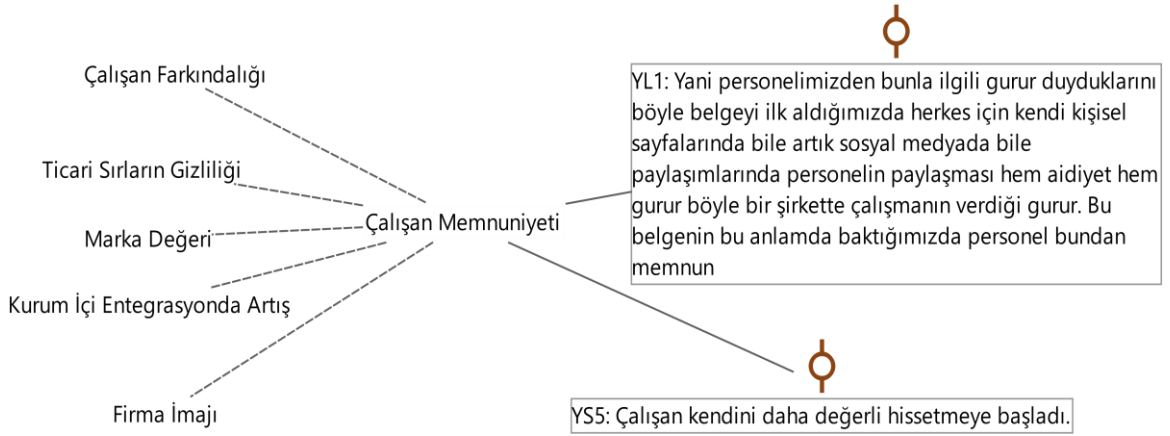 Çalışan Farkındalığı
Ticari Sırların Gizliliği
Marka Değeri
Kurum İçi Entegrasyonda Artış
Firma İmajı
Çalışan Memnuniyeti
YL1: Yani personelimizden bunla ilgili gurur duyduklarını
böyle belgeyi ilk aldığımızda herkes için kendi kişisel
sayfalarında bile artık sosyal medyada bile
paylaşımlarında personelin paylaşması hem aidiyet hem
gurur böyle bir şirkette çalışmanın verdiği gurur. Bu
belgenin bu anlamda baktığımızda personel bundan
memnun
YS5: Çalışan kendini daha değerli hissetmeye başladı.